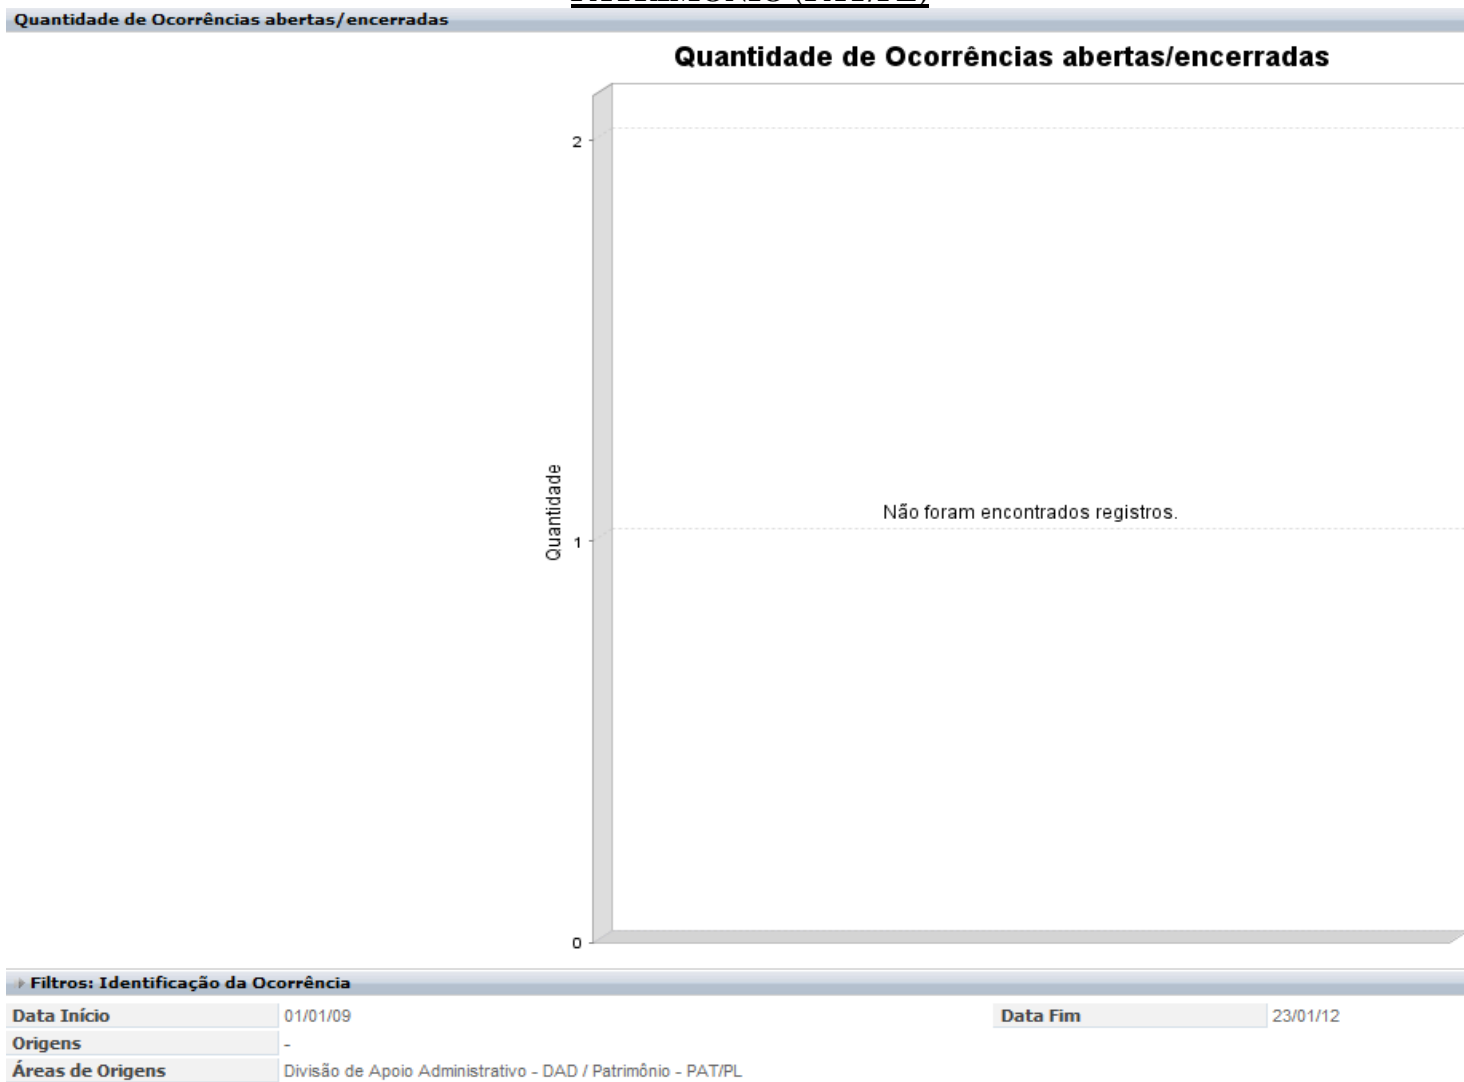 Quantidade de Ocorrências abertas/encerradas
Quantidade de Ocorrências abertas/encerradas
2
Quantidade
1
Não foram encontrados registros.
0
Filtros: Identificação da Ocorrência
Data Início 01/01/09 Data Fim 23/01/12
Origens -
Áreas de Origens Divisão de Apoio Administrativo - DAD / Patrimônio - PAT/PL